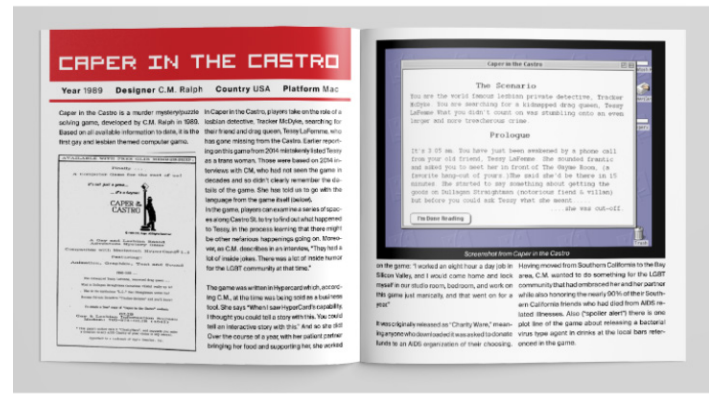 CAPER IN THE CASTRO
Year 1989 Designer C.M. Ralph Country USA Platform Mac
Caper in the Castro is a murder mystery/puzzle
solving game, developed by C.M. Ralph in 1989.
Based on all available information to date, it is the
first gay and lesbian themed computer game.
CAPER IN
CASTRO
A Gay and Lesbian Based
In Caper in the Castro, players take on the role of a
lesbian detective, Tracker McDyke, searching for
their friend and drag queen, Tessy LaFemme, who
has gone missing from the Castro. Earlier report-
ing on this game from 2014 mistakenly listed Tessy
as a trans woman. Those were based on 2014 in-
terviews with CM, who had not seen the game in
decades and so didn't clearly remember the de-
tails of the game. She has told us to go with the
language from the game itself (below).
In the game, players can examine a series of spac-
es along Castro St. to try to find out what happened
to Tessy, in the process learning that there might
be other nefarious happenings going on. Moreo-
ver, as C.M. describes in an interview, "They had a
lot of inside jokes. There was a lot of inside humor
for the LGBT community at that time."
The game was written in Hypercard which, accord-
ing C.M., at the time was being sold as a business
tool. She says "When I saw HyperCard's capability,
I thought you could tell a story with this. You could
tell an interactive story with this." And so she did
Over the course of a year, with her patient partner
bringing her food and supporting her, she worked
Caper in the Castro
The Scenario
You are the world famous lesbian private detective, Tracker
McDyke. You are searching for a kidnapped drag queen, Tessy
LaFemme What you didn't count on was stumbling onto an even
larger and more treacherous crime.
Prologue
It's 3 05 am. You have just been awakened by a phone call
from your old friend, Tessy LaFemme. She sounded frantic
and asked you to meet her in front of The Gayme Room, (a
favorite hang-out of yours.)She said she'd be there in 15
minutes. She started to say something about getting the
goods on Dullagan Straightman (notorious fiend & villan)
but before you could ask Tessy what she meant
....she was cut-off.
I'm Done Reading
Screenshot from Caper in the Castro
on the game: "I worked an eight hour a day job in
Silicon Valley, and I would come home and lock
myself in our studio room, bedroom, and work on
this game just manically, and that went on for a
year."
It was originally released as "Charity Ware," mean-
ing anyone who downloaded it was asked to donate
funds to an AIDS organization of their choosing.
Having moved from Southern California to the Bay
area, C.M. wanted to do something for the LGBT
community that had embraced her and her partner
while also honoring the nearly 90% of their South-
ern California friends who had died from AIDS re-
lated illnesses. Also ("spoiler alert") there is one
plot line of the game about releasing a bacterial
virus type agent in drinks at the local bars refer-
enced in the game.